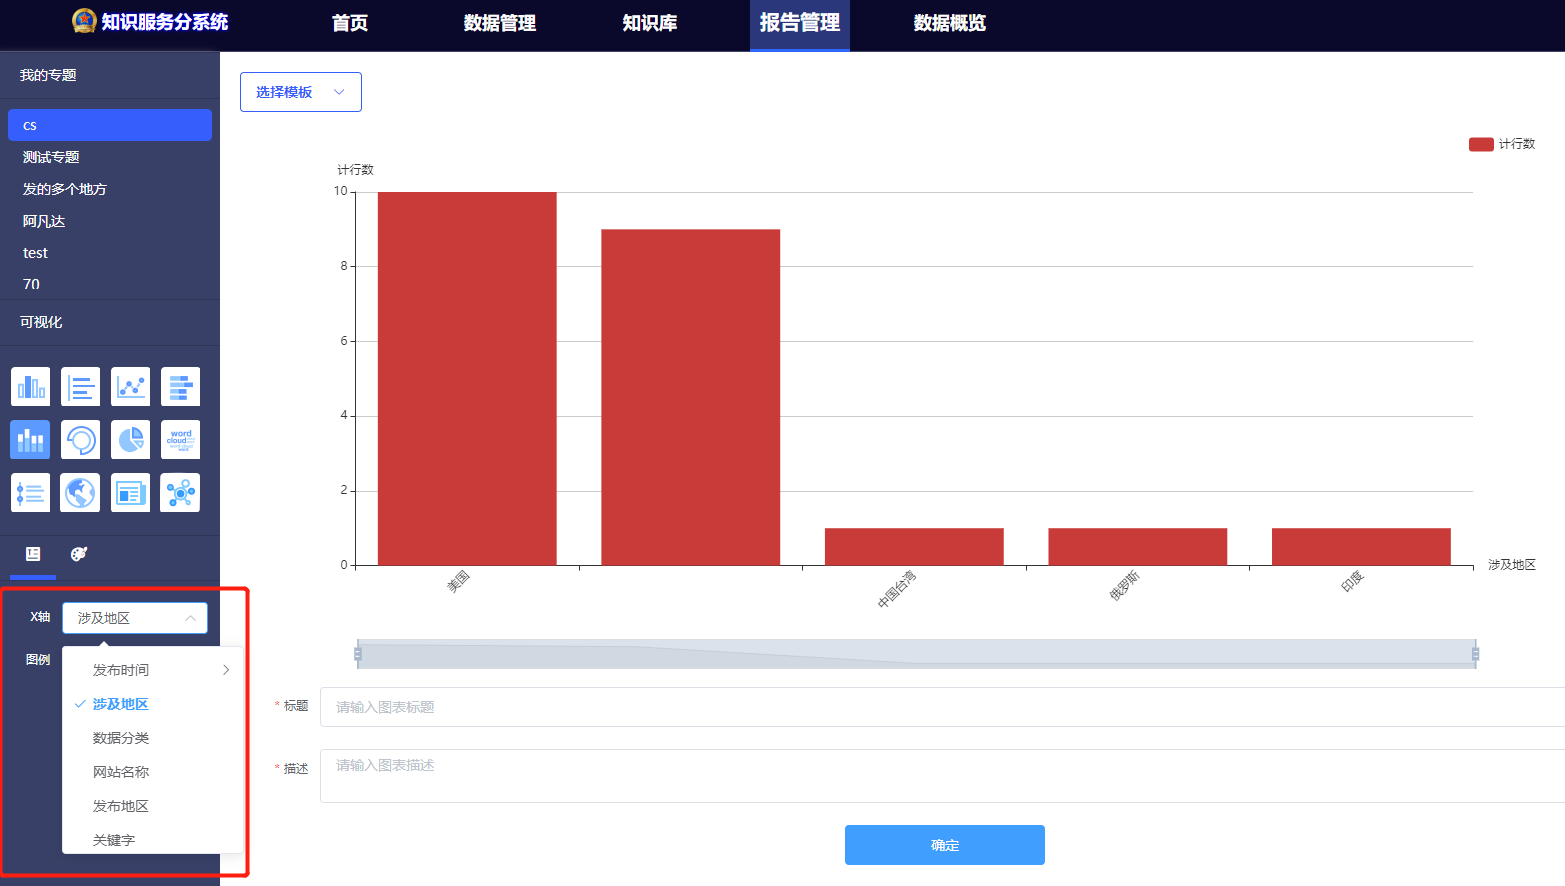 知识服务分系统
首页
数据管理
知识库
报告管理
数据概览
我的专题
cs
测试专题
发的多个地方
阿凡达
test
70
可视化
word
cloud
X轴
涉及地区
图例
发布时间
涉及地区
数据分类
网站名称
发布地区
关键字
选择模板
计行数
计行数
10
8
6
4
2
0
美国
中国台湾
俄罗斯
印度
涉及地区
* 标题
请输入图表标题
* 描述
请输入图表描述
确定